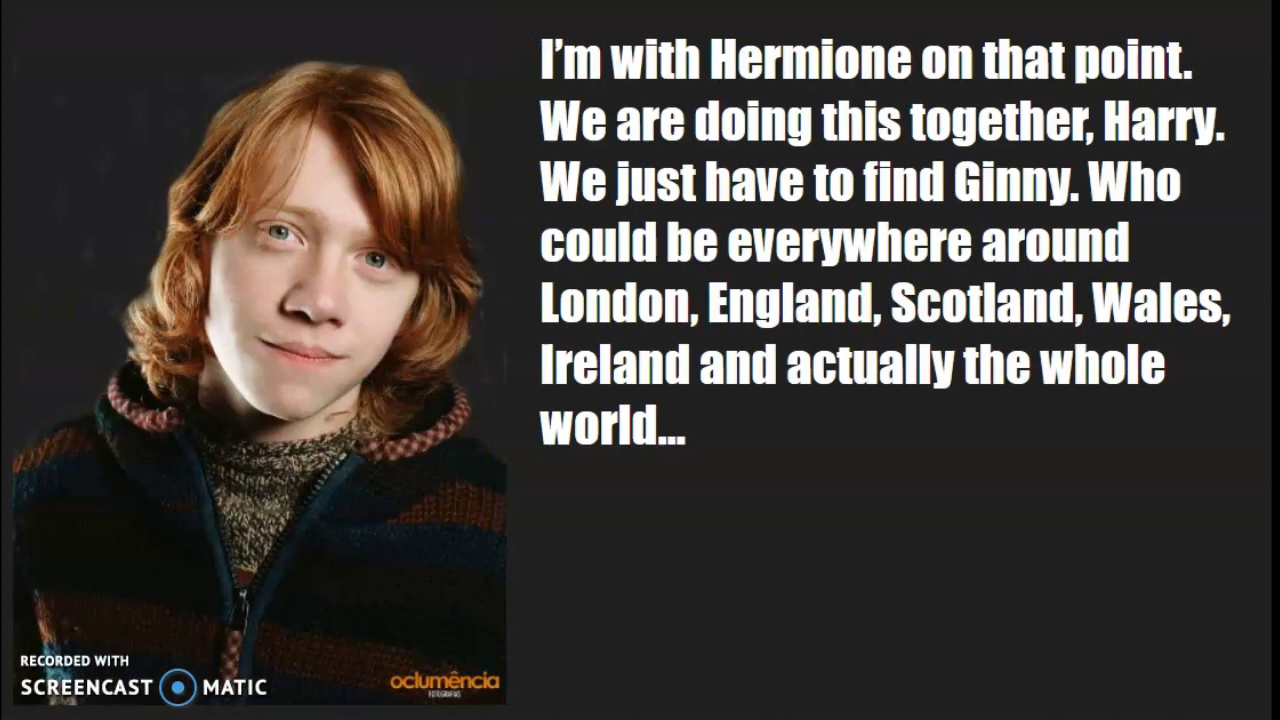 I'm with Hermione on that point.
We are doing this together, Harry.
We just have to find Ginny. Who
could be everywhere around
London, England, Scotland, Wales,
Ireland and actually the whole
world...
RECORDED WITH
SCREENCAST MATIC
oclumência
FOTOGRAFIAS